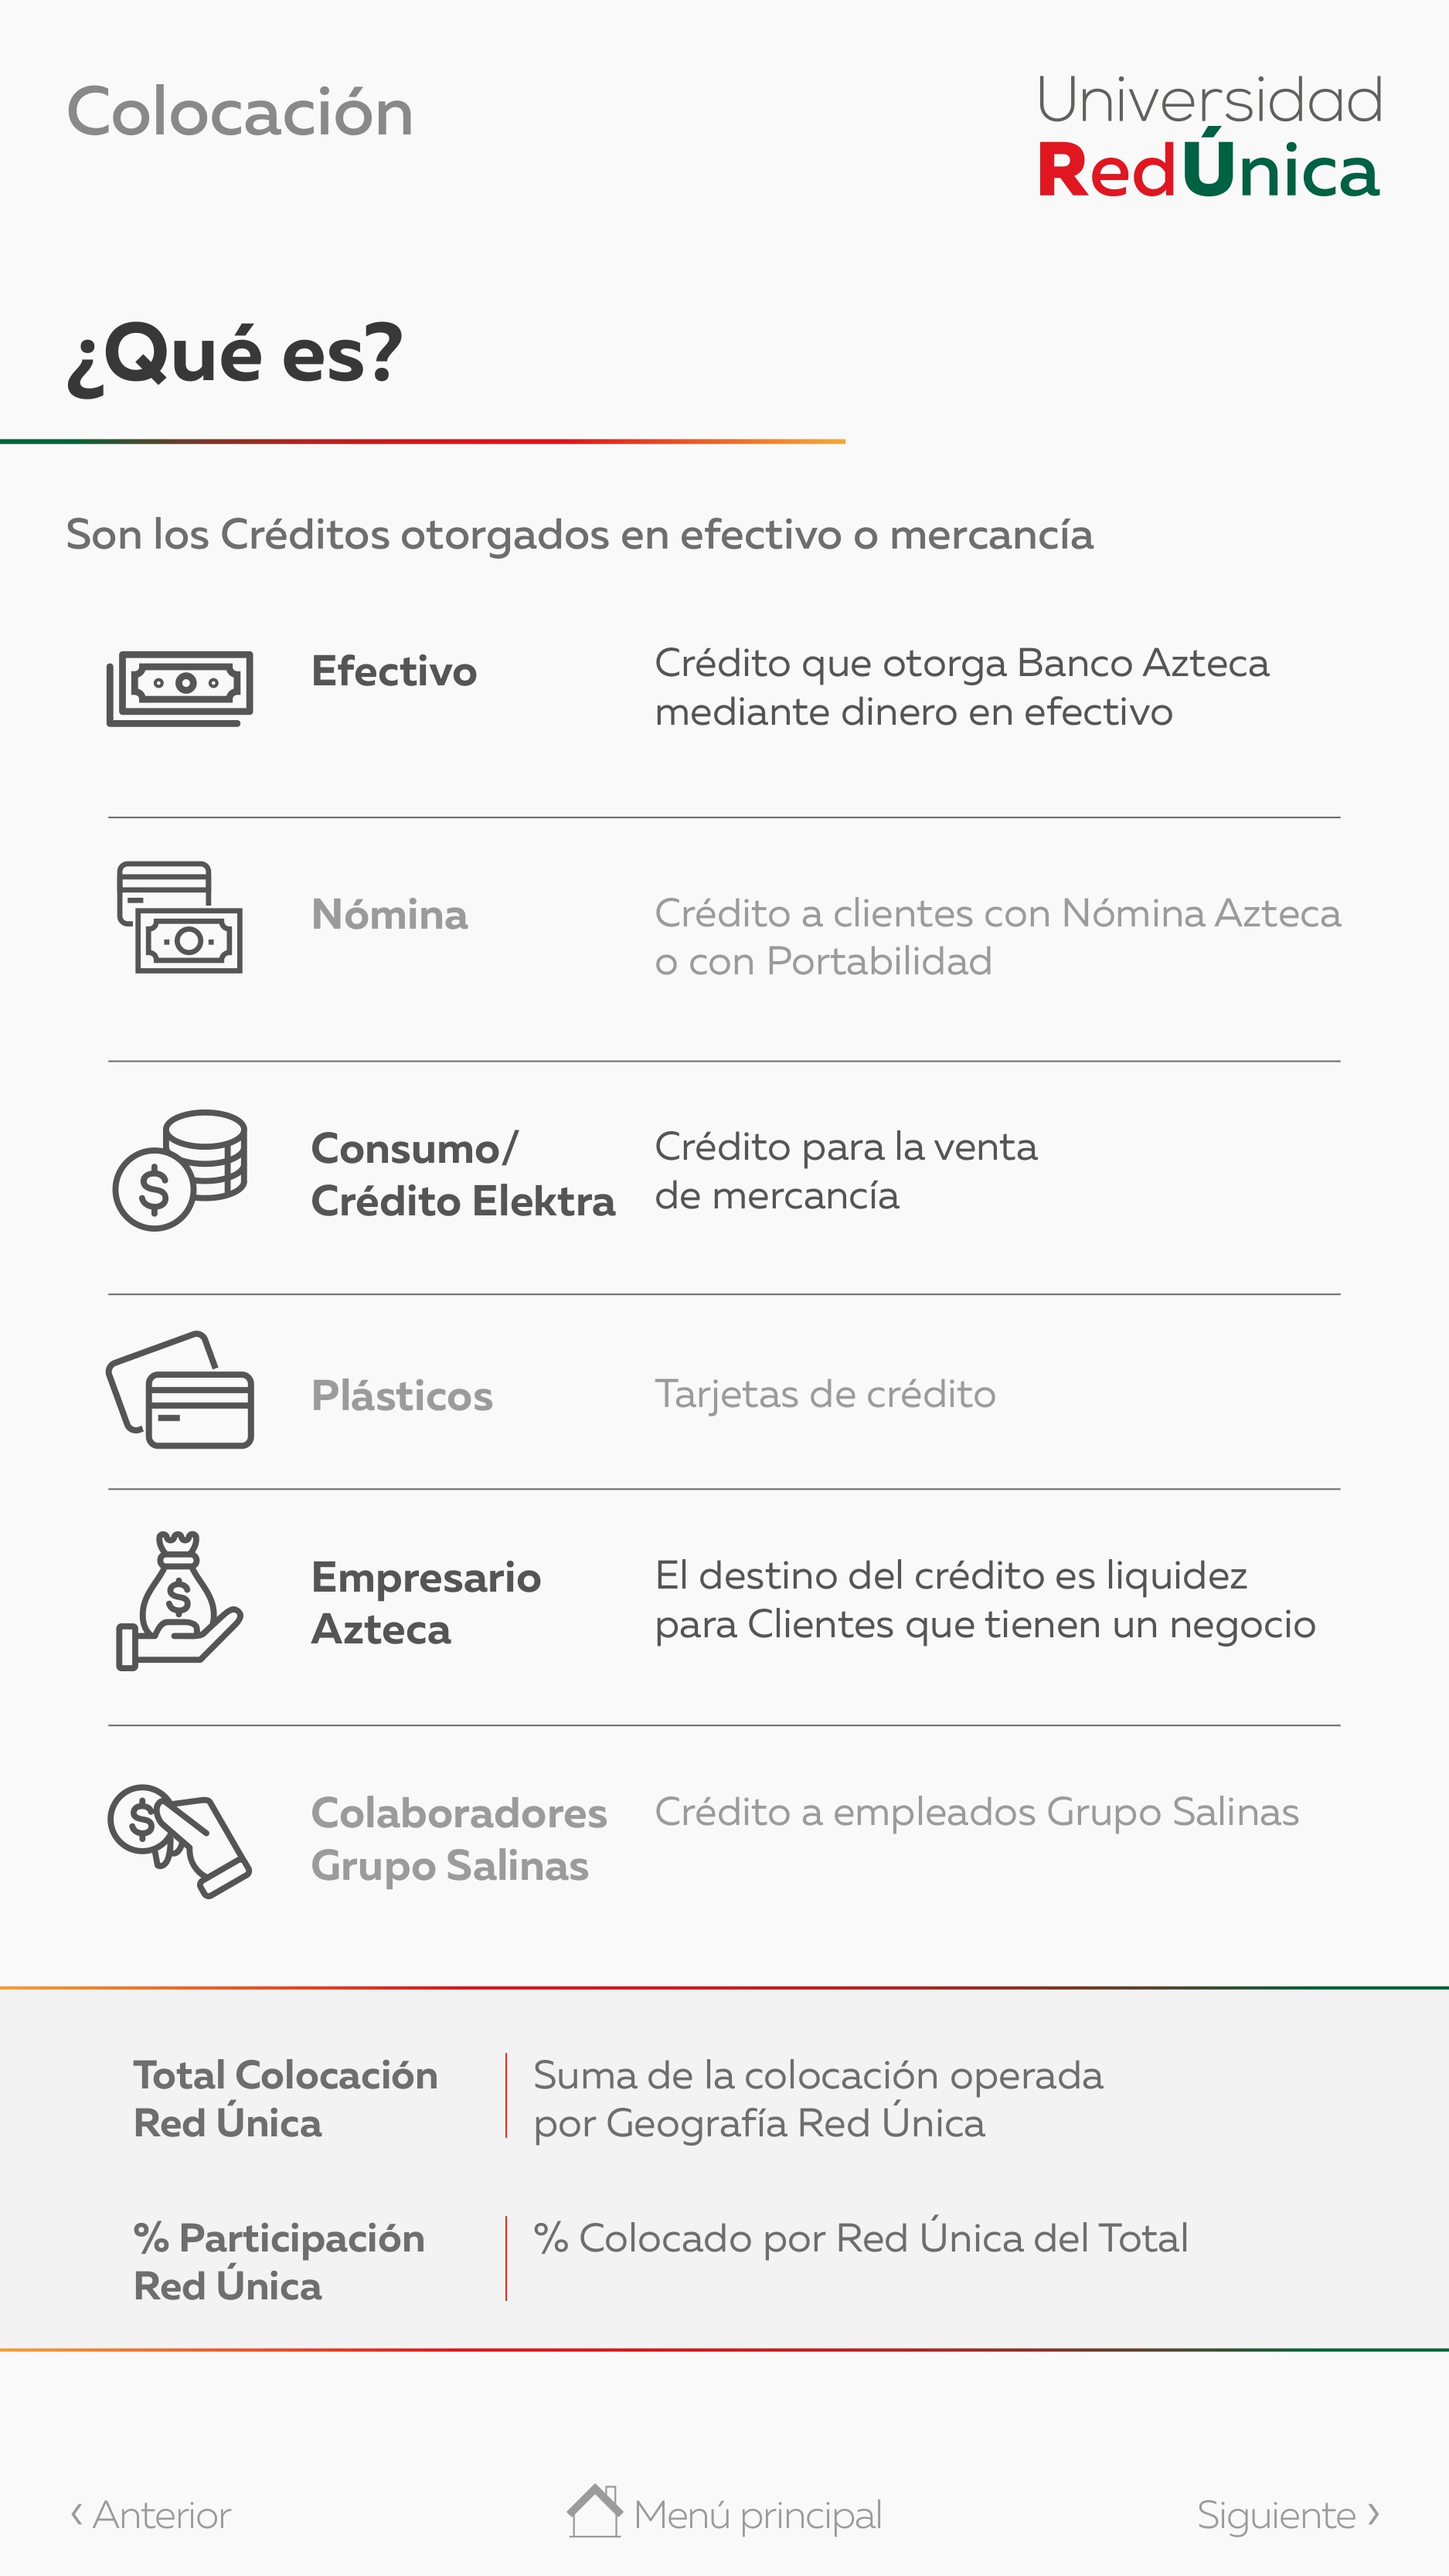 Colocación
Universidad
RedÚnica
¿Qué es?
Son los Créditos otorgados en efectivo o mercancía
Efectivo
Crédito que otorga Banco Azteca
mediante dinero en efectivo
Nómina
Crédito a clientes con Nómina Azteca
o con Portabilidad
Consumo/
Crédito Elektra
Crédito para la venta
de mercancía
$
Plásticos
Tarjetas de crédito
$
Empresario
Azteca
El destino del crédito es liquidez
para Clientes que tienen un negocio
$
Colaboradores
Grupo Salinas
Crédito a empleados Grupo Salinas
Total Colocación
Red Única
Suma de la colocación operada
por Geografía Red Única
% Participación
Red Única
% Colocado por Red Única del Total
‹ Anterior
Menú principal
Siguiente ›